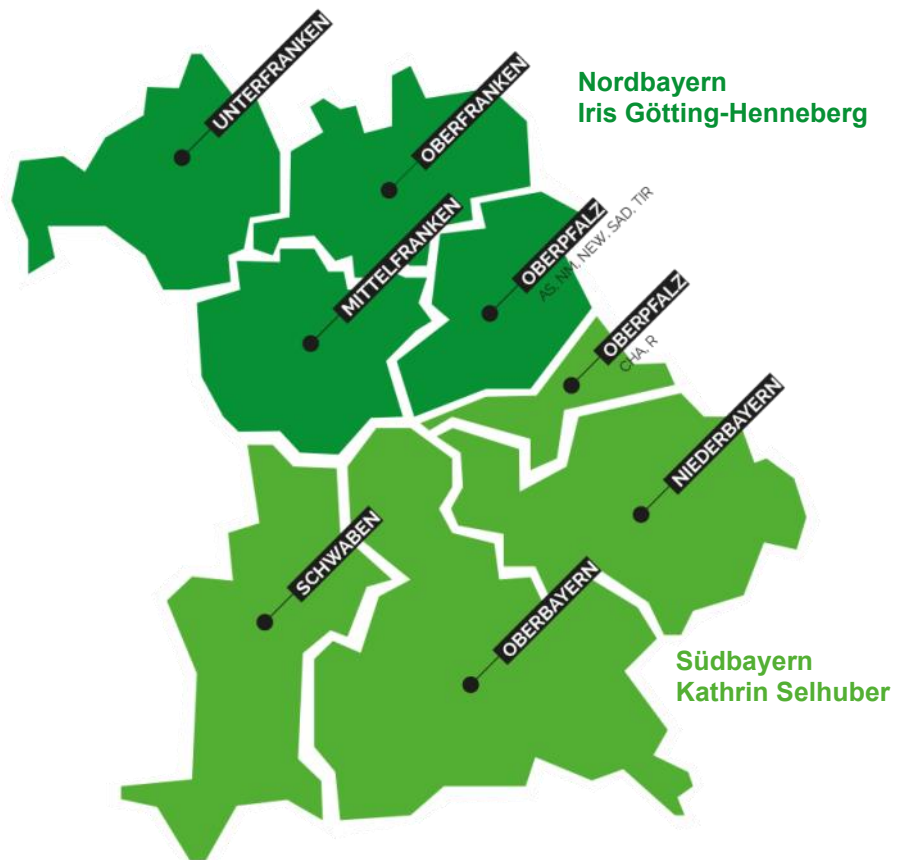 UNTERFRANKEN
OBERFRANKEN
Nordbayern
Iris Götting-Henneberg
MITTELFRANKEN
OBERPFALZ
AS. NM. NEW. SAD. TIR
OBERPFALZ
CHA. R
NIEDERBAYERN
SCHWABEN
OBERBAYERN
Südbayern
Kathrin Selhuber